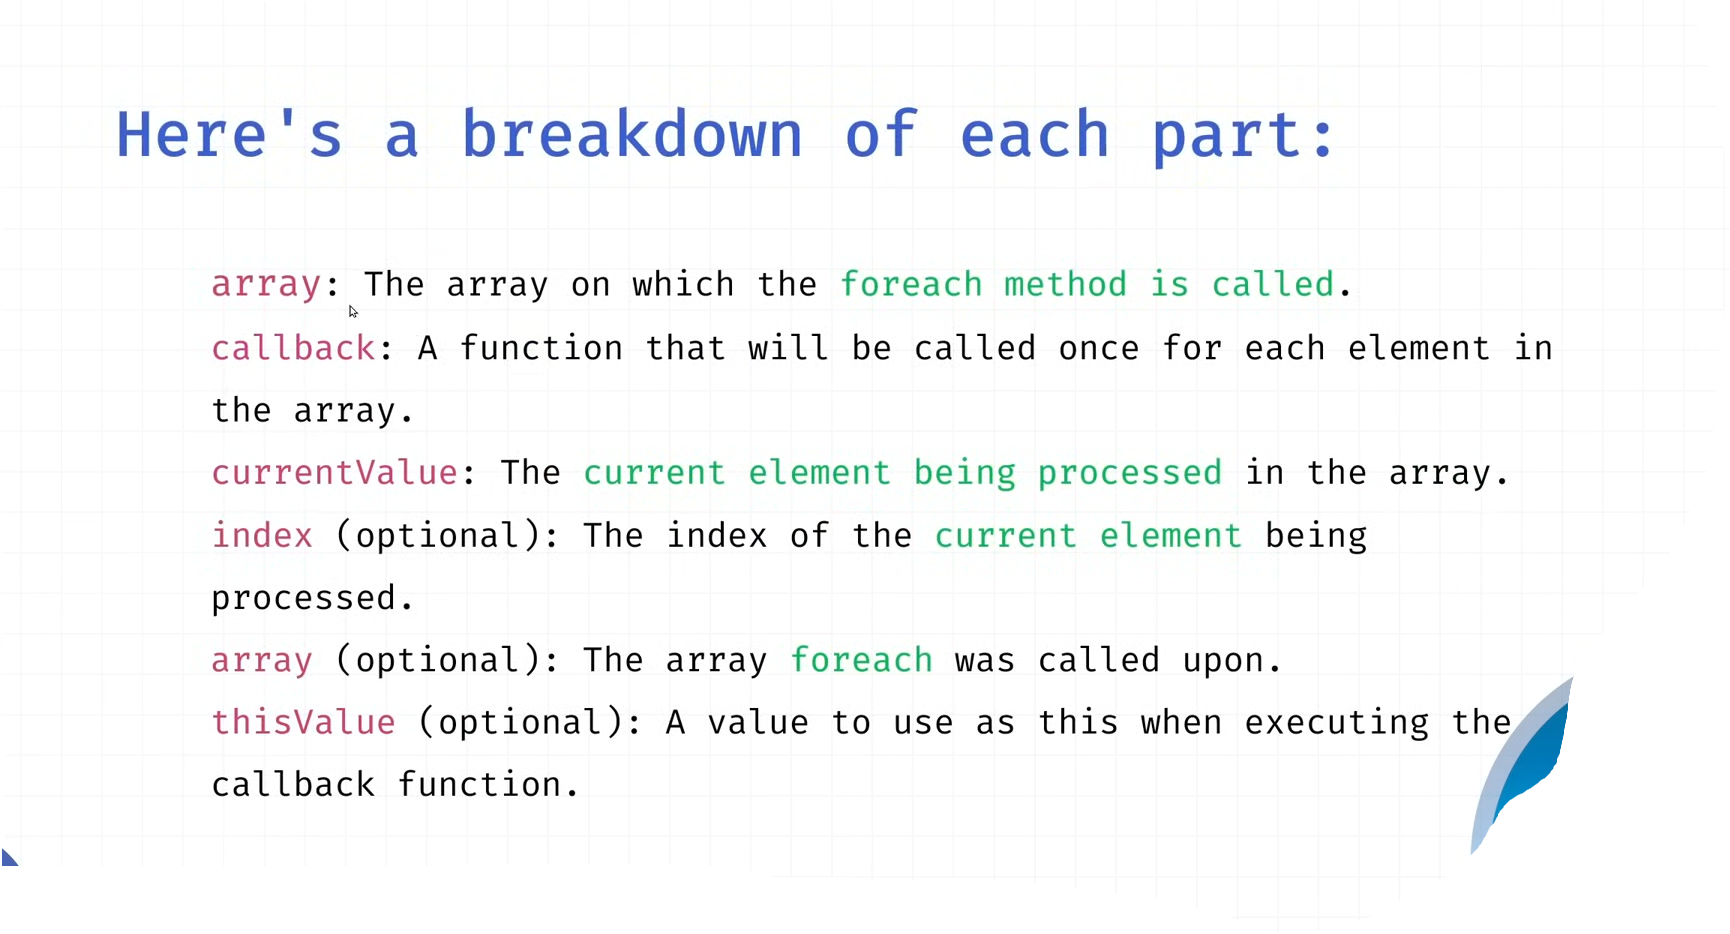 Here's a breakdown of each part:
array: The array on which the foreach method is called.
callback: A function that will be called once for each element in
the array.
currentValue: The current element being processed in the array.
index (optional): The index of the current element being
processed.
array (optional): The array foreach was called upon.
thisValue (optional): A value to use as this when executing the
callback function.